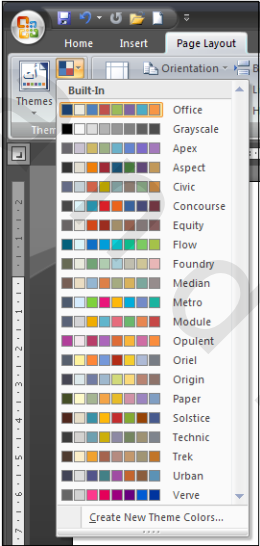 Home Insert Page Layout
Orientation
Themes
Built-In
Office
Grayscale
Apex
Aspect
Civic
Concourse
Equity
Flow
Foundry
Median
Metro
Module
Opulent
Oriel
Origin
Paper
Solstice
Technic
Trek
Urban
Verve
Create New Theme Colors...